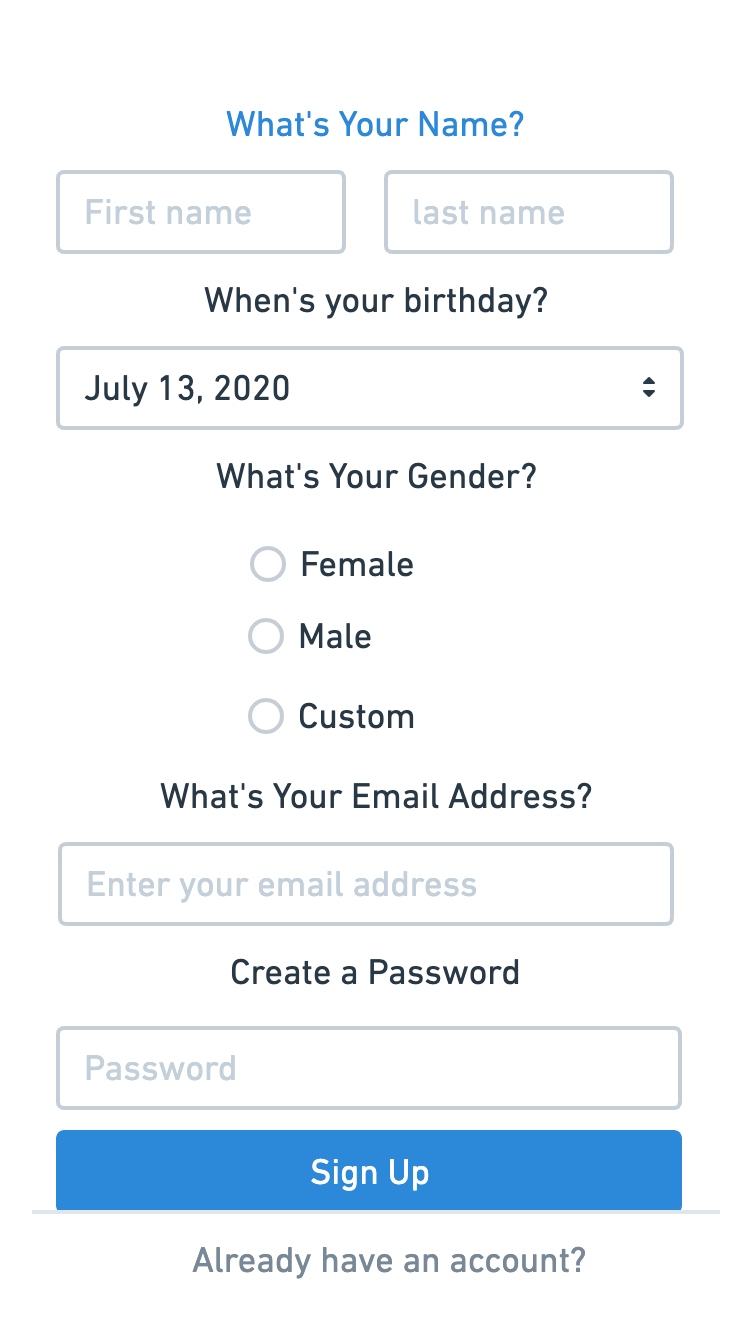 What's Your Name?
First name last name
When's your birthday?
July 13, 2020
What's Your Gender?
Female
Male
Custom
What's Your Email Address?
Enter your email address
Create a Password
Password
Sign Up
Already have an account?